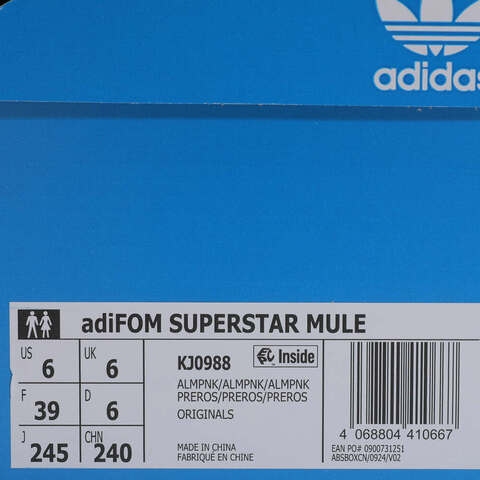 adidas
adiFOM SUPERSTAR MULE
US 6 UK 6
F 39 D 6
J 245 CHN 240
KJ0988 Inside
ALMPNK/ALMPNK/ALMPNK
PREROS/PREROS/PREROS
ORIGINALS
MADE IN CHINA
FABRIQUÉ EN CHINE
4 068804 410667
EAN PO# 0900731251
ABSBOXCN/0924/V02